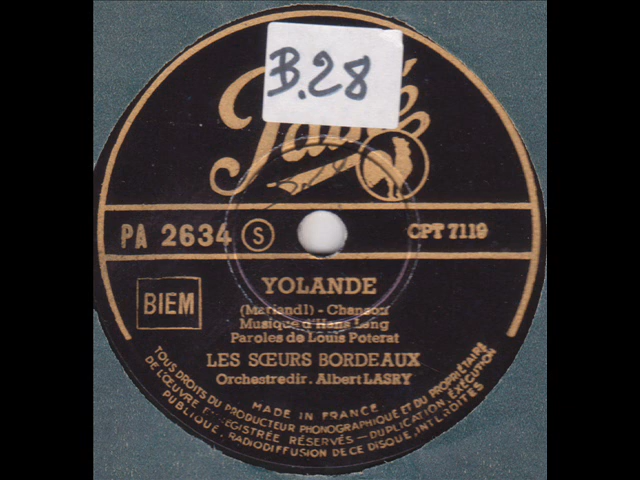 B.28
Pathé
PA 2634 S CPT 7119
YOLANDE
BIEM
(Mariandl) - Chanson
Musique d'Hans Lang
Paroles de Louis Poterat
LES SŒURS BORDEAUX
Orchestre dir. Albert LASRY
MADE IN FRANCE
TOUS DROITS DU PRODUCTEUR PHONOGRAPHIQUE ET DU PROPRIÉTAIRE
DE L'ŒUVRE ENREGISTRÉE RÉSERVÉS — DUPLICATION, EXÉCUTION
PUBLIQUE, RADIODIFFUSION DE CE DISQUE, INTERDITES